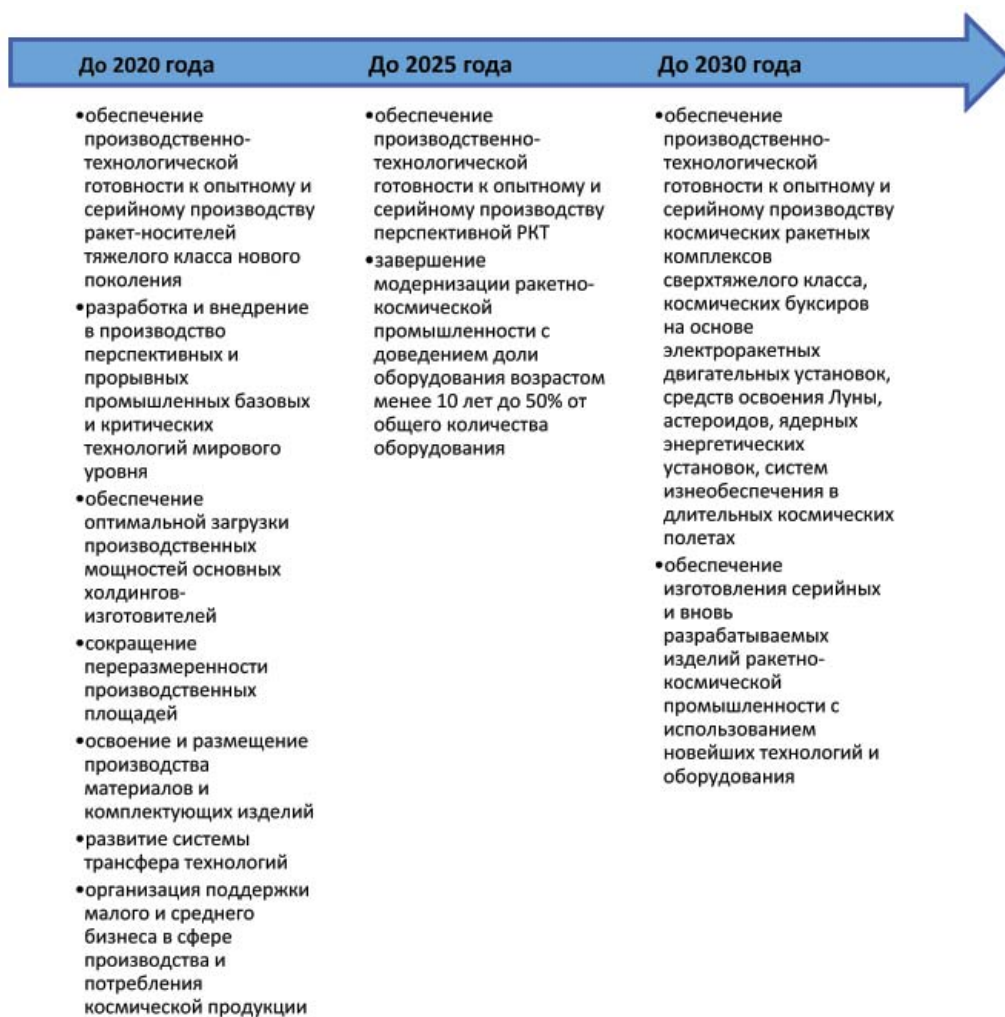 До 2020 года
До 2025 года
До 2030 года
•обеспечение
производственно-
технологической
готовности к опытному и
серийному производству
ракет-носителей
тяжелого класса нового
поколения
•разработка и внедрение
в производство
перспективных и
прорывных
промышленных базовых
и критических
технологий мирового
уровня
•обеспечение
оптимальной загрузки
производственных
мощностей основных
холдингов-
изготовителей
•сокращение
переразмеренности
производственных
площадей
•освоение и размещение
производства
материалов и
комплектующих изделий
•развитие системы
трансфера технологий
•организация поддержки
малого и среднего
бизнеса в сфере
производства и
потребления
космической продукции
•обеспечение
производственно-
технологической
готовности к опытному и
серийному производству
перспективной РКТ
•завершение
модернизации ракетно-
космической
промышленности с
доведением доли
оборудования возрастом
менее 10 лет до 50% от
общего количества
оборудования
•обеспечение
производственно-
технологической
готовности к опытному и
серийному производству
космических ракетных
комплексов
сверхтяжелого класса,
космических буксиров
на основе
электроракетных
двигательных установок,
средств освоения Луны,
астероидов, ядерных
энергетических
установок, систем
изнеобеспечения в
длительных космических
полетах
•обеспечение
изготовления серийных
и вновь
разрабатываемых
изделий ракетно-
космической
промышленности с
использованием
новейших технологий и
оборудования